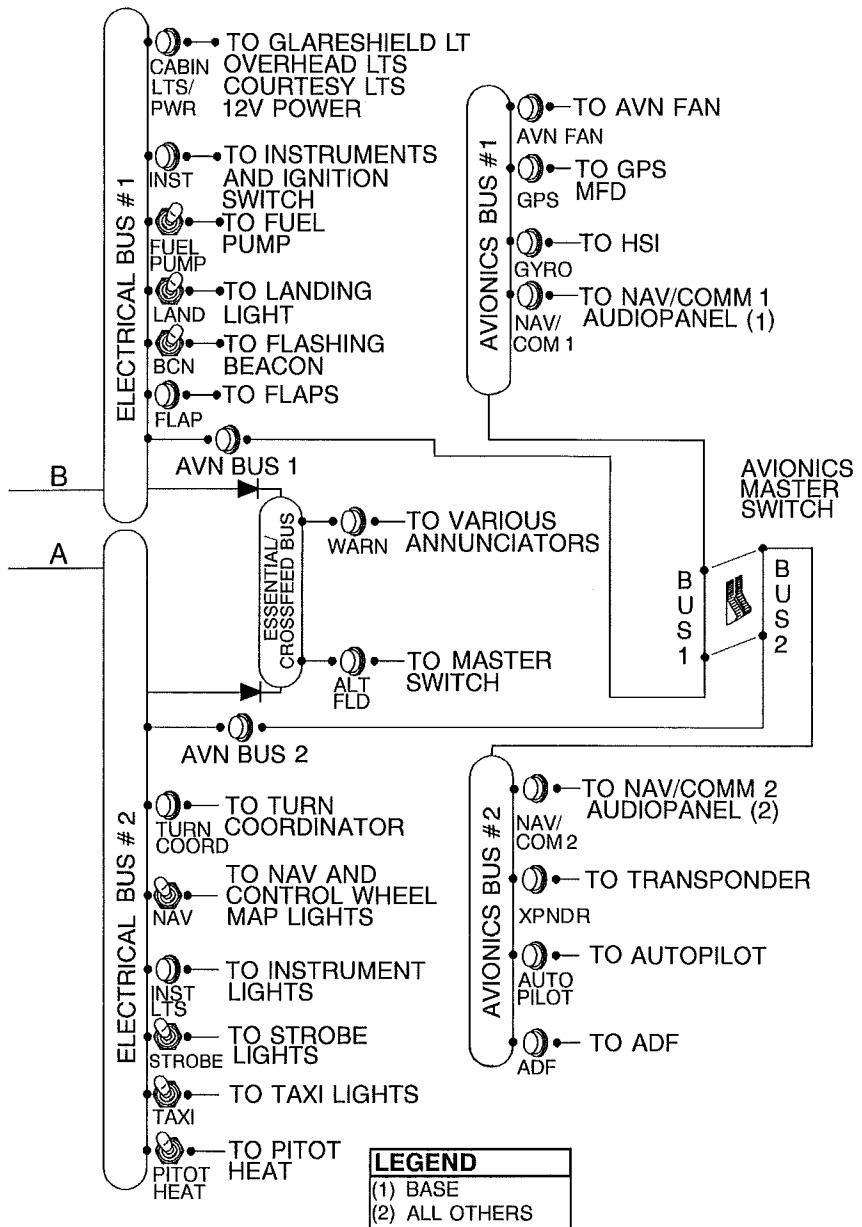 ELECTRICAL BUS #1
CABIN
LTS/
PWR
TO GLARESHIELD LT
OVERHEAD LTS
COURTESY LTS
12V POWER
INST
TO INSTRUMENTS
AND IGNITION
SWITCH
FUEL
PUMP
TO FUEL
PUMP
LAND
TO LANDING
LIGHT
BCN
TO FLASHING
BEACON
FLAP
TO FLAPS
AVN BUS 1
B
A
ESSENTIAL/
CROSSFEED BUS
WARN
TO VARIOUS
ANNUNCIATORS
ALT
FLD
TO MASTER
SWITCH
AVIONICS BUS #1
AVN FAN
TO AVN FAN
GPS
TO GPS
MFD
GYRO
TO HSI
NAV/
COM 1
TO NAV/COMM 1
AUDIOPANEL (1)
AVIONICS
MASTER
SWITCH
BUS 1
BUS 2
ELECTRICAL BUS #2
AVN BUS 2
TURN
COORD
TO TURN
COORDINATOR
NAV
TO NAV AND
CONTROL WHEEL
MAP LIGHTS
INST
LTS
TO INSTRUMENT
LIGHTS
STROBE
TO STROBE
LIGHTS
TAXI
TO TAXI LIGHTS
PITOT
HEAT
TO PITOT
HEAT
AVIONICS BUS #2
NAV/
COM 2
TO NAV/COMM 2
AUDIOPANEL (2)
XPNDR
TO TRANSPONDER
AUTO
PILOT
TO AUTOPILOT
ADF
TO ADF
LEGEND
(1) BASE
(2) ALL OTHERS